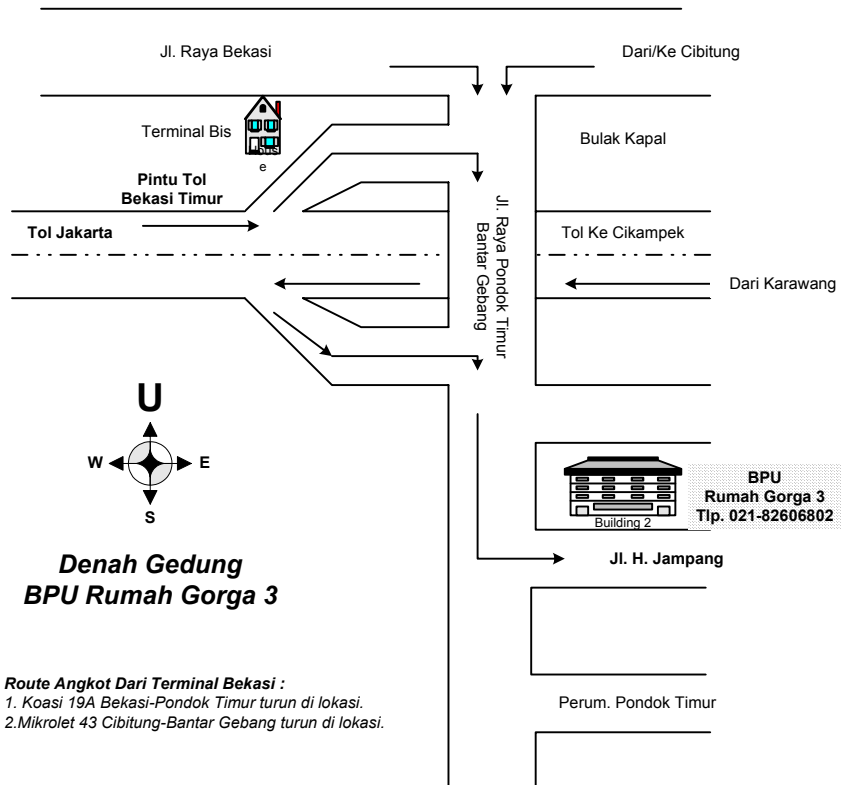 Jl. Raya Bekasi
Dari/Ke Cibitung
Terminal Bis
Hous
e
Bulak Kapal
Pintu Tol
Bekasi Timur
Tol Jakarta
Jl. Raya Pondok Timur
Bantar Gebang
Tol Ke Cikampek
Dari Karawang
U
W
E
S
Building 2
BPU
Rumah Gorga 3
Tlp. 021-82606802
Jl. H. Jampang
Denah Gedung
BPU Rumah Gorga 3
Route Angkot Dari Terminal Bekasi :
1. Koasi 19A Bekasi-Pondok Timur turun di lokasi.
2.Mikrolet 43 Cibitung-Bantar Gebang turun di lokasi.
Perum. Pondok Timur